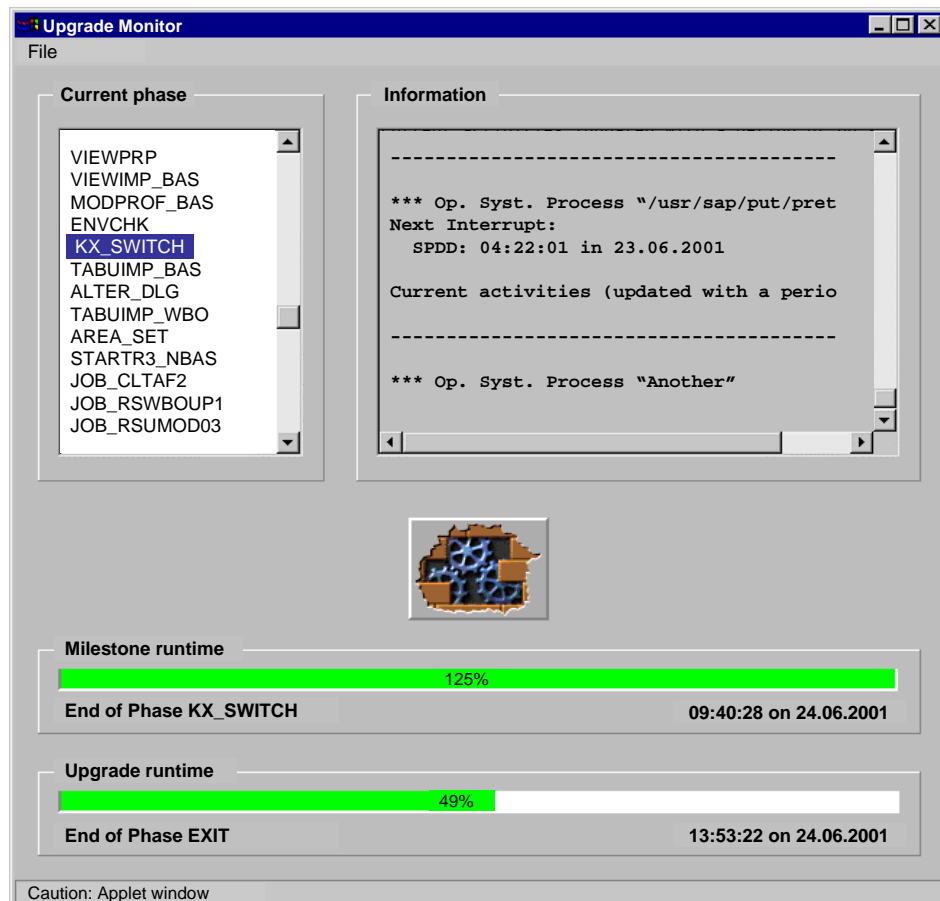 Upgrade Monitor
File
Current phase
VIEWPRP
VIEWIMP_BAS
MODPROF_BAS
ENVCHK
KX_SWITCH
TABUIMP_BAS
ALTER_DLG
TABUIMP_WBO
AREA_SET
STARTR3_NBAS
JOB_CLTAF2
JOB_RSWBOUP1
JOB_RSUMOD03
Information
----------------------------------------
*** Op. Syst. Process “/usr/sap/put/pret
Next Interrupt:
SPDD: 04:22:01 in 23.06.2001
Current activities (updated with a perio
----------------------------------------
*** Op. Syst. Process “Another”
Milestone runtime
125%
End of Phase KX_SWITCH 09:40:28 on 24.06.2001
Upgrade runtime
49%
End of Phase EXIT 13:53:22 on 24.06.2001
Caution: Applet window